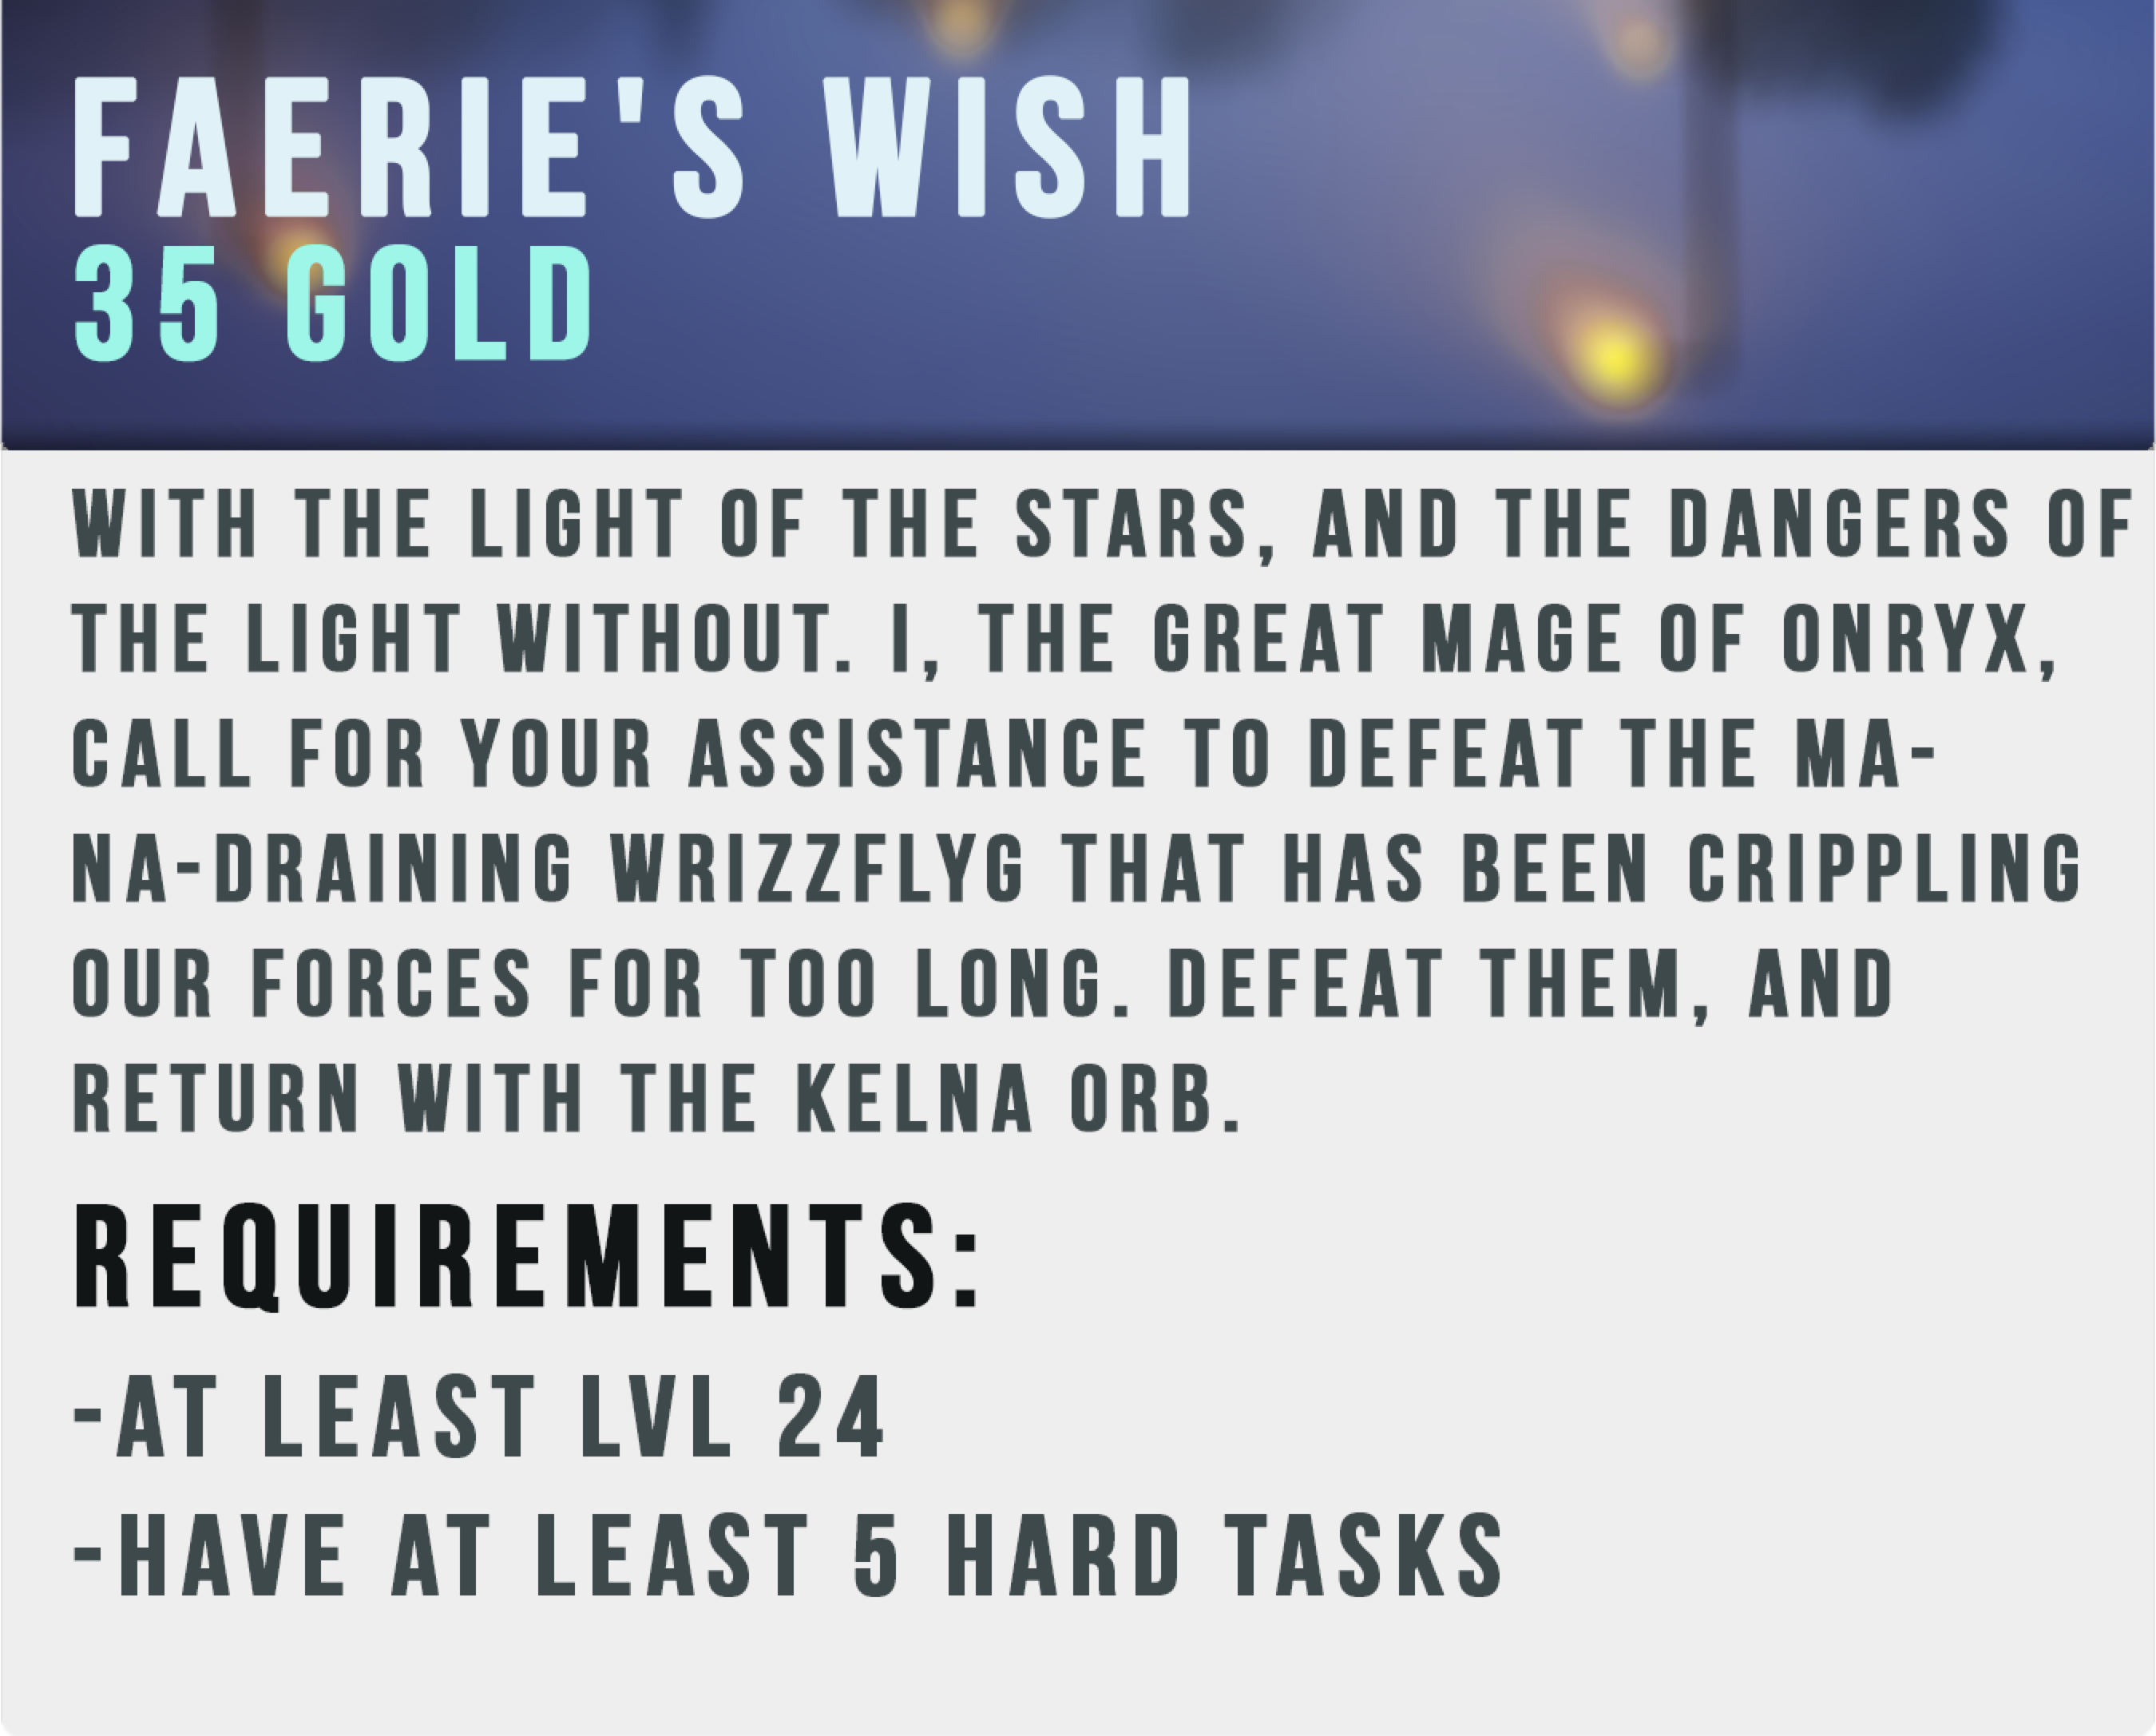 FAERIE'S WISH
35 GOLD
WITH THE LIGHT OF THE STARS, AND THE DANGERS OF
THE LIGHT WITHOUT. I, THE GREAT MAGE OF ONRYX,
CALL FOR YOUR ASSISTANCE TO DEFEAT THE MA-
NA-DRAINING WRIZZFLYG THAT HAS BEEN CRIPPLING
OUR FORCES FOR TOO LONG. DEFEAT THEM, AND
RETURN WITH THE KELNA ORB.
REQUIREMENTS:
-AT LEAST LVL 24
-HAVE AT LEAST 5 HARD TASKS